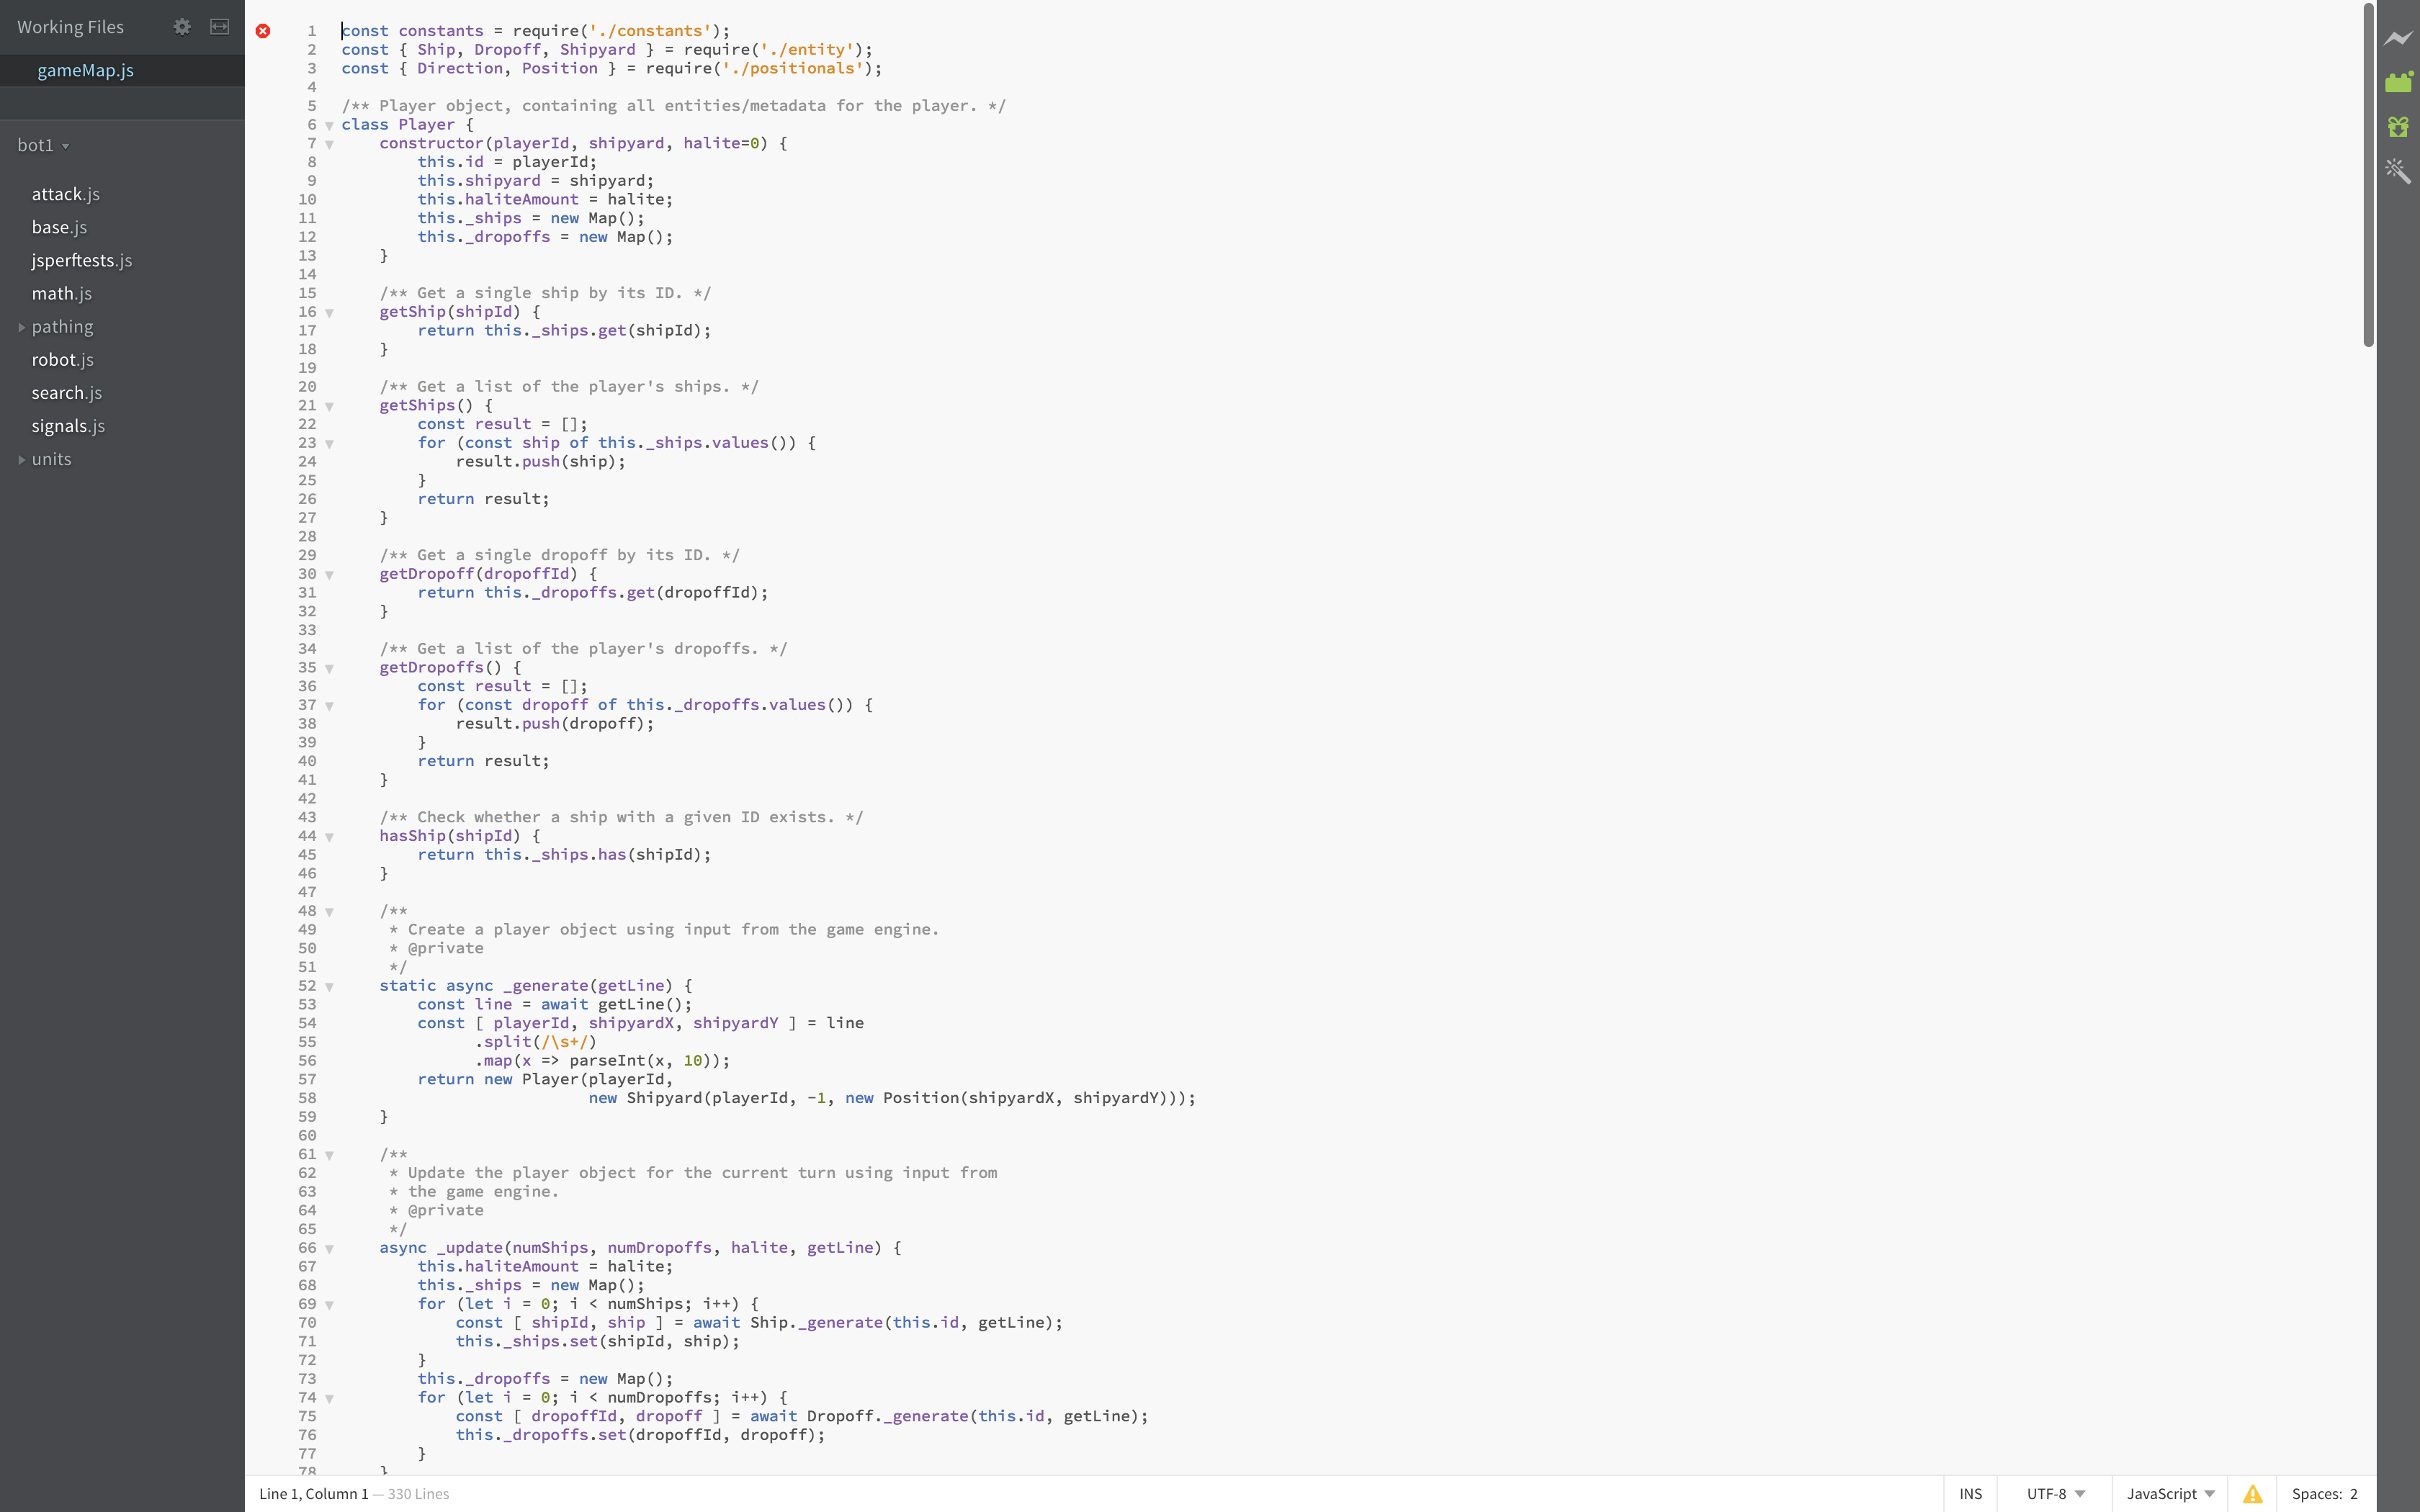 Working Files
gameMap.js
bot1
attack.js
base.js
jsperftests.js
math.js
pathing
robot.js
search.js
signals.js
units
1 const constants = require('./constants');
2 const { Ship, Dropoff, Shipyard } = require('./entity');
3 const { Direction, Position } = require('./positionals');
4
5 /** Player object, containing all entities/metadata for the player. */
6 class Player {
7     constructor(playerId, shipyard, halite=0) {
8         this.id = playerId;
9         this.shipyard = shipyard;
10         this.haliteAmount = halite;
11         this._ships = new Map();
12         this._dropoffs = new Map();
13     }
14
15     /** Get a single ship by its ID. */
16     getShip(shipId) {
17         return this._ships.get(shipId);
18     }
19
20     /** Get a list of the player's ships. */
21     getShips() {
22         const result = [];
23         for (const ship of this._ships.values()) {
24             result.push(ship);
25         }
26         return result;
27     }
28
29     /** Get a single dropoff by its ID. */
30     getDropoff(dropoffId) {
31         return this._dropoffs.get(dropoffId);
32     }
33
34     /** Get a list of the player's dropoffs. */
35     getDropoffs() {
36         const result = [];
37         for (const dropoff of this._dropoffs.values()) {
38             result.push(dropoff);
39         }
40         return result;
41     }
42
43     /** Check whether a ship with a given ID exists. */
44     hasShip(shipId) {
45         return this._ships.has(shipId);
46     }
47
48     /**
49      * Create a player object using input from the game engine.
50      * @private
51      */
52     static async _generate(getLine) {
53         const line = await getLine();
54         const [ playerId, shipyardX, shipyardY ] = line
55               .split(/\s+/)
56               .map(x => parseInt(x, 10));
57         return new Player(playerId,
58                           new Shipyard(playerId, -1, new Position(shipyardX, shipyardY)));
59     }
60
61     /**
62      * Update the player object for the current turn using input from
63      * the game engine.
64      * @private
65      */
66     async _update(numShips, numDropoffs, halite, getLine) {
67         this.haliteAmount = halite;
68         this._ships = new Map();
69         for (let i = 0; i < numShips; i++) {
70             const [ shipId, ship ] = await Ship._generate(this.id, getLine);
71             this._ships.set(shipId, ship);
72         }
73         this._dropoffs = new Map();
74         for (let i = 0; i < numDropoffs; i++) {
75             const [ dropoffId, dropoff ] = await Dropoff._generate(this.id, getLine);
76             this._dropoffs.set(dropoffId, dropoff);
77         }
78     }
Line 1, Column 1 — 330 Lines
INS
UTF-8
JavaScript
Spaces: 2